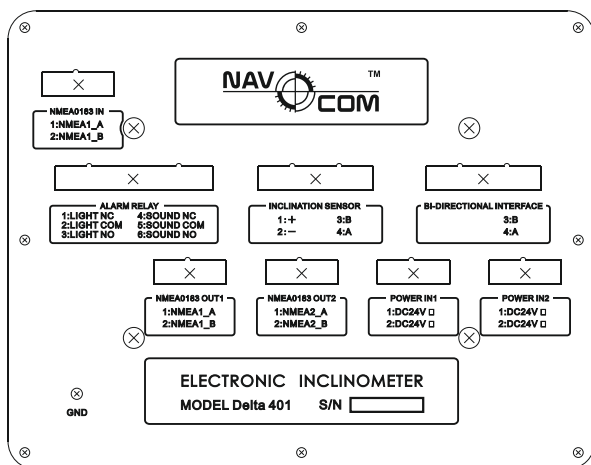 NAV
COM
TM
NMEA0183 IN
1:NMEA1_A
2:NMEA1_B
ALARM RELAY
1:LIGHT NC 4:SOUND NC
2:LIGHT COM 5:SOUND COM
3:LIGHT NO 6:SOUND NO
INCLINATION SENSOR
1:+ 3:B
2:− 4:A
BI-DIRECTIONAL INTERFACE
3:B
4:A
NMEA0183 OUT1
1:NMEA1_A
2:NMEA1_B
NMEA0183 OUT2
1:NMEA2_A
2:NMEA2_B
POWER IN1
1:DC24V □
2:DC24V □
POWER IN2
1:DC24V □
2:DC24V □
GND
ELECTRONIC INCLINOMETER
MODEL Delta 401 S/N